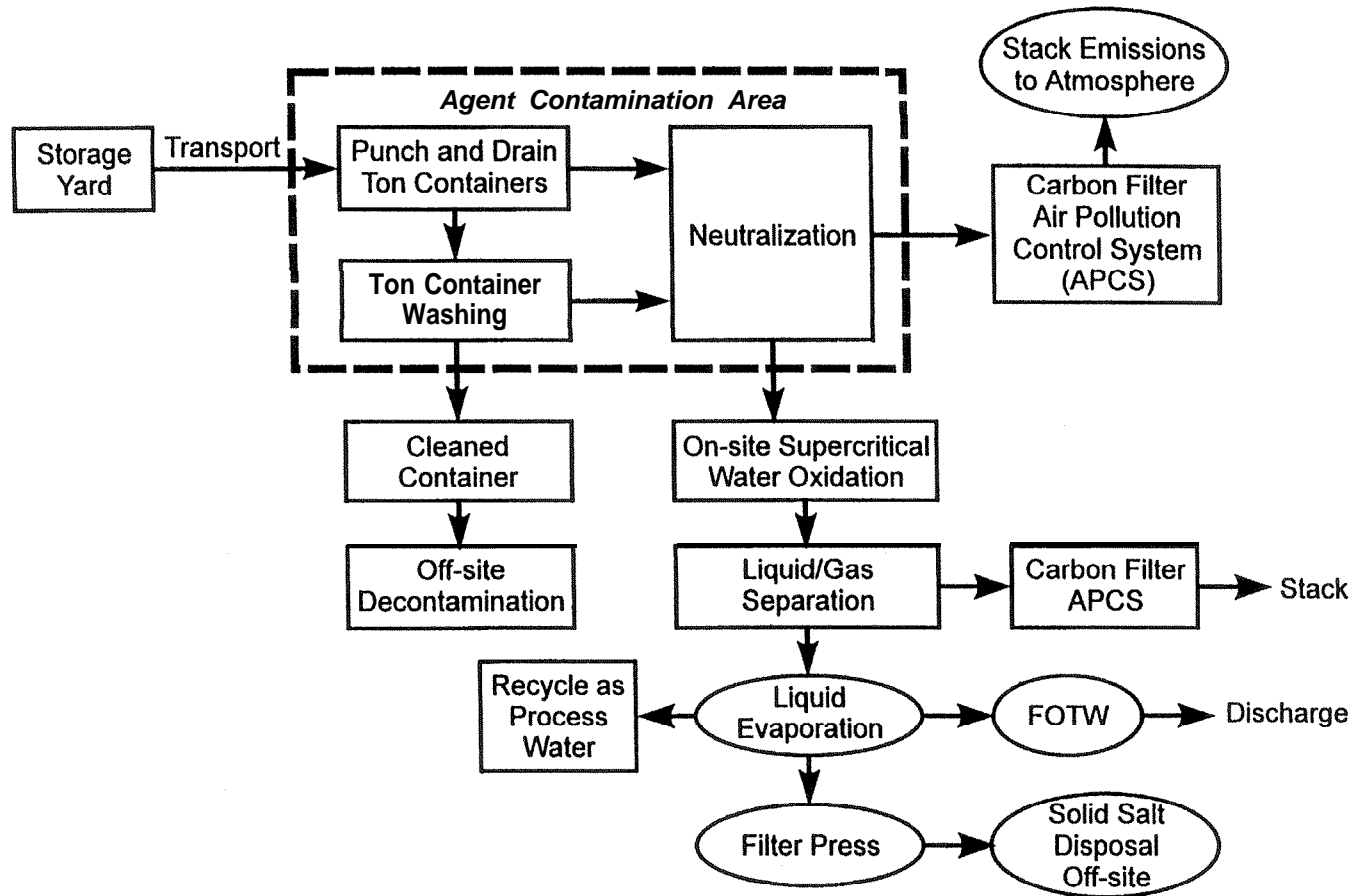 Stack Emissions
to Atmosphere
Agent Contamination Area
Storage
Yard
Transport
Punch and Drain
Ton Containers
Neutralization
Carbon Filter
Air Pollution
Control System
(APCS)
Ton Container
Washing
Cleaned
Container
On-site Supercritical
Water Oxidation
Off-site
Decontamination
Liquid/Gas
Separation
Carbon Filter
APCS
Stack
Recycle as
Process
Water
Liquid
Evaporation
FOTW
Discharge
Filter Press
Solid Salt
Disposal
Off-site